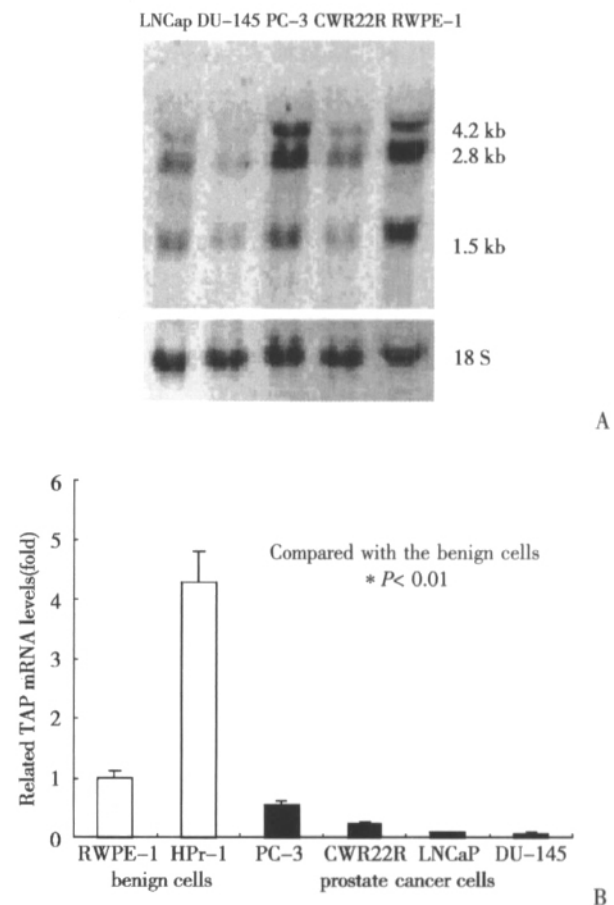 LNCap DU-145 PC-3 CWR22R RWPE-1
4.2 kb
2.8 kb
1.5 kb
18 S
A
6
5
4
3
2
1
0
Related TAP mRNA levels(fold)
Compared with the benign cells
* P< 0.01
RWPE-1 HPr-1 PC-3 CWR22R LNCaP DU-145
benign cells prostate cancer cells
B